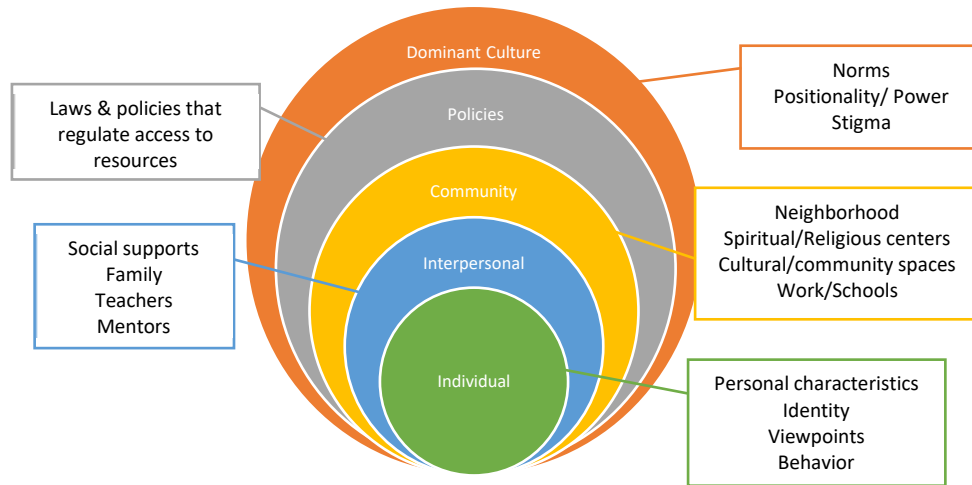 Dominant Culture
Policies
Community
Interpersonal
Individual
Laws & policies that
regulate access to
resources
Social supports
Family
Teachers
Mentors
Norms
Positionality/ Power
Stigma
Neighborhood
Spiritual/Religious centers
Cultural/community spaces
Work/Schools
Personal characteristics
Identity
Viewpoints
Behavior